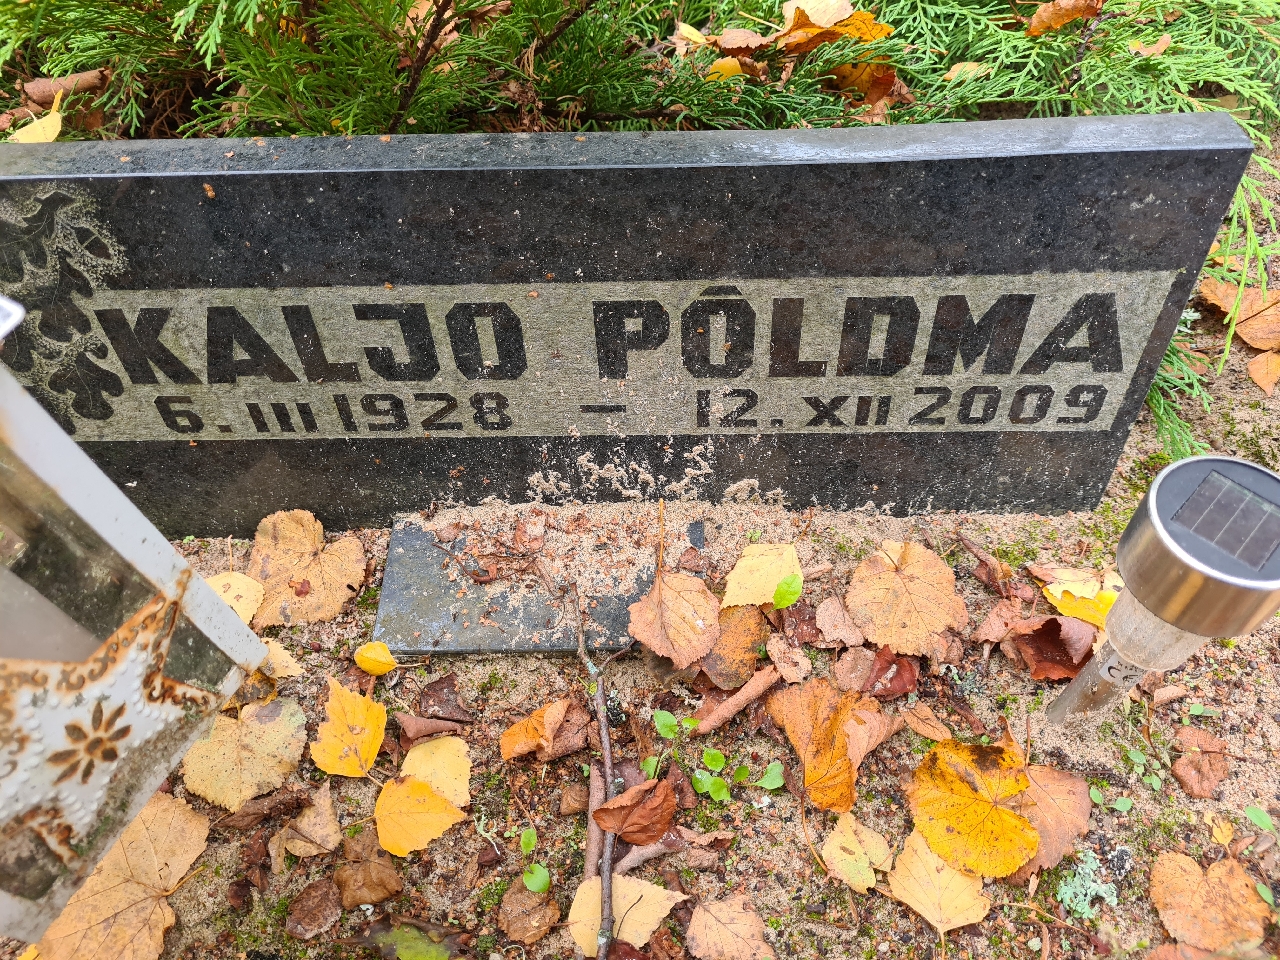 KALJO PÕLDMA
6. III 1928 – 12. XII 2009